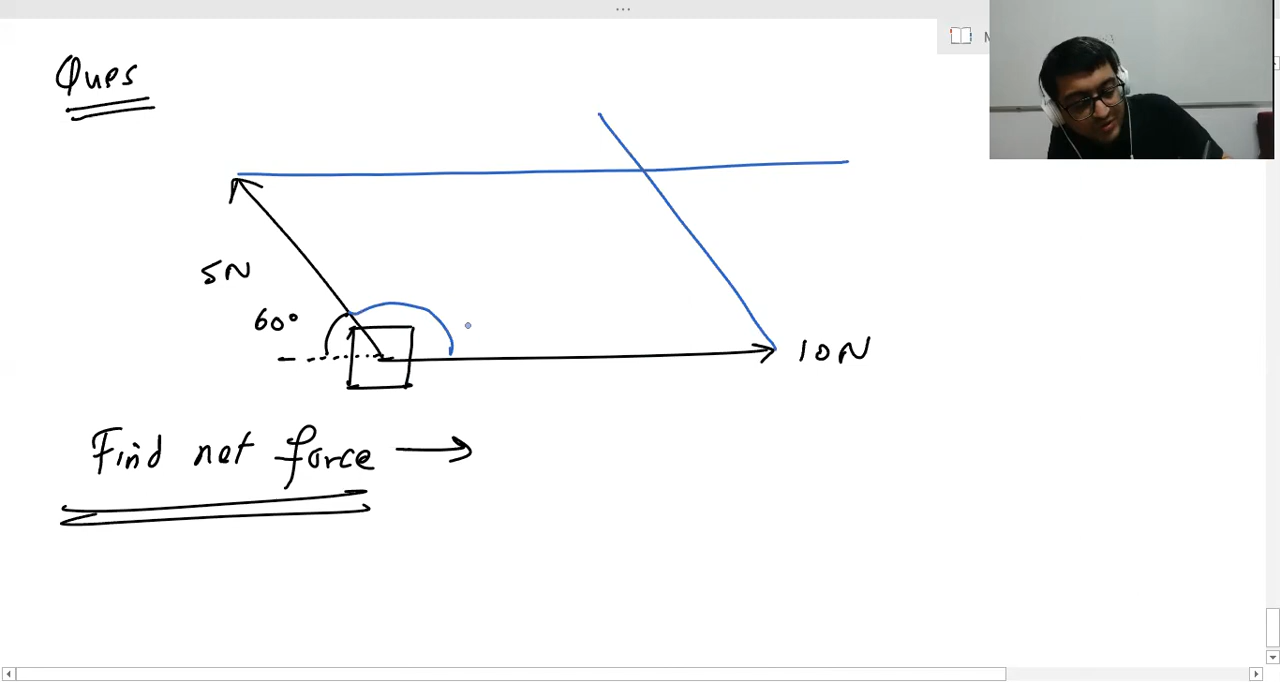 Ques
5N
60°
10N
Find net force →